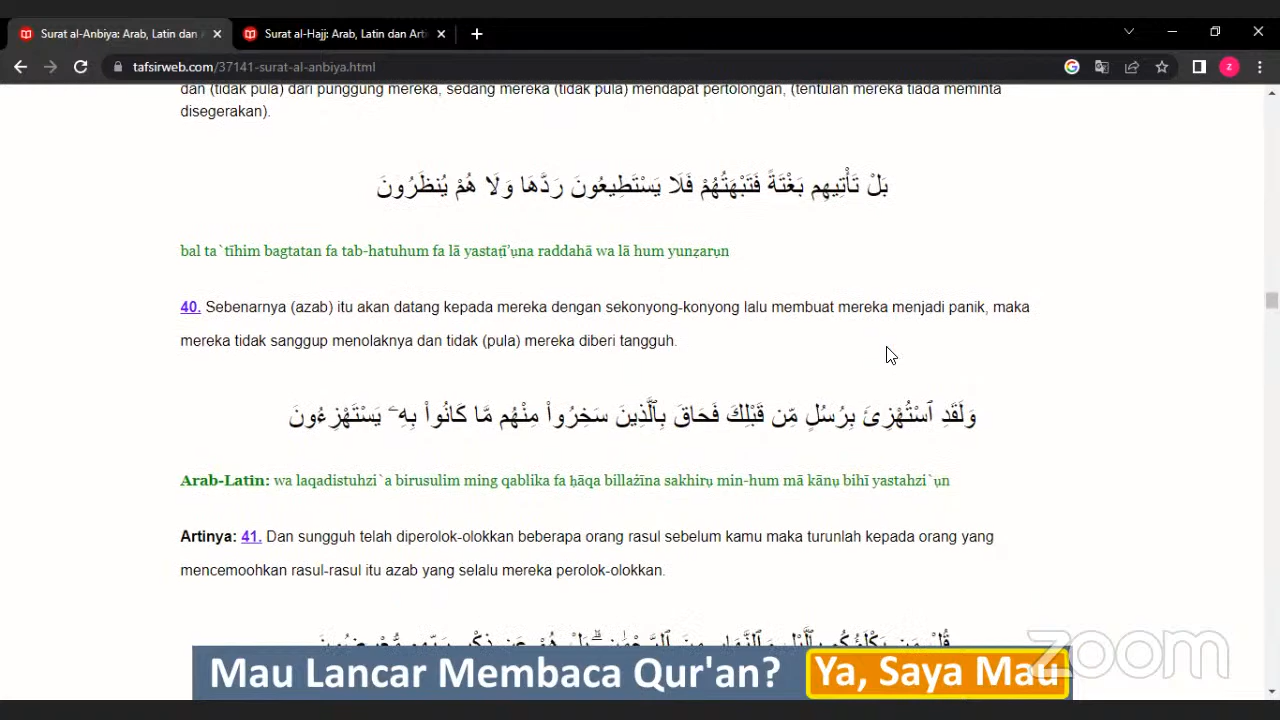 Surat al-Anbiya: Arab, Latin dan
Surat al-Hajj: Arab, Latin dan Arti
tafsirweb.com/37141-surat-al-anbiya.html
z
dan (tidak pula) dari punggung mereka, sedang mereka (tidak pula) mendapat pertolongan, (tentulah mereka tiada meminta
disegerakan).
بَلْ تَأْتِيهِم بَغْتَةً فَتَبْهَتُهُمْ فَلَا يَسْتَطِيعُونَ رَدَّهَا وَلَا هُمْ يُنظَرُونَ
bal ta`tīhim bagtatan fa tab-hatuhum fa lā yastaṭī'ụna raddahā wa lā hum yunẓarụn
40. Sebenarnya (azab) itu akan datang kepada mereka dengan sekonyong-konyong lalu membuat mereka menjadi panik, maka
mereka tidak sanggup menolaknya dan tidak (pula) mereka diberi tangguh.
وَلَقَدِ ٱسْتُهْزِئَ بِرُسُلٍ مِّن قَبْلِكَ فَحَاقَ بِٱلَّذِينَ سَخِرُوا۟ مِنْهُم مَّا كَانُوا۟ بِهِۦ يَسْتَهْزِءُونَ
Arab-Latin: wa laqadistuhzi`a birusulim ming qablika fa ḥāqa billażīna sakhirụ min-hum mā kānụ bihī yastahzi`ụn
Artinya: 41. Dan sungguh telah diperolok-olokkan beberapa orang rasul sebelum kamu maka turunlah kepada orang yang
mencemoohkan rasul-rasul itu azab yang selalu mereka perolok-olokkan.
قُلْ مَن يَكْلَؤُكُم بِٱلَّيْلِ وَٱلنَّهَارِ مِنَ ٱلرَّحْمَٰنِ ۗ بَلْ هُمْ عَن ذِكْرِ رَبِّهِم مُّعْرِضُونَ
Mau Lancar Membaca Qur'an? Ya, Saya Mau
zoom